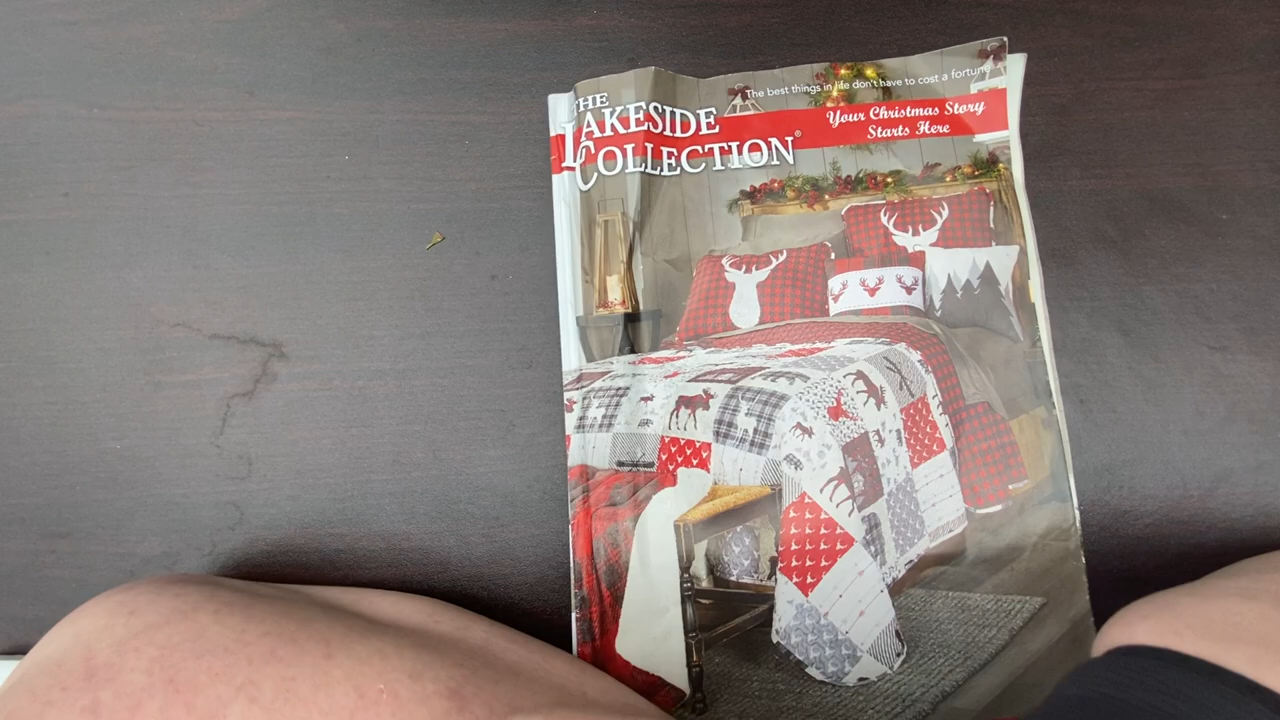 The best things in life don't have to cost a fortune
THE
LAKESIDE
COLLECTION®
Your Christmas Story
Starts Here